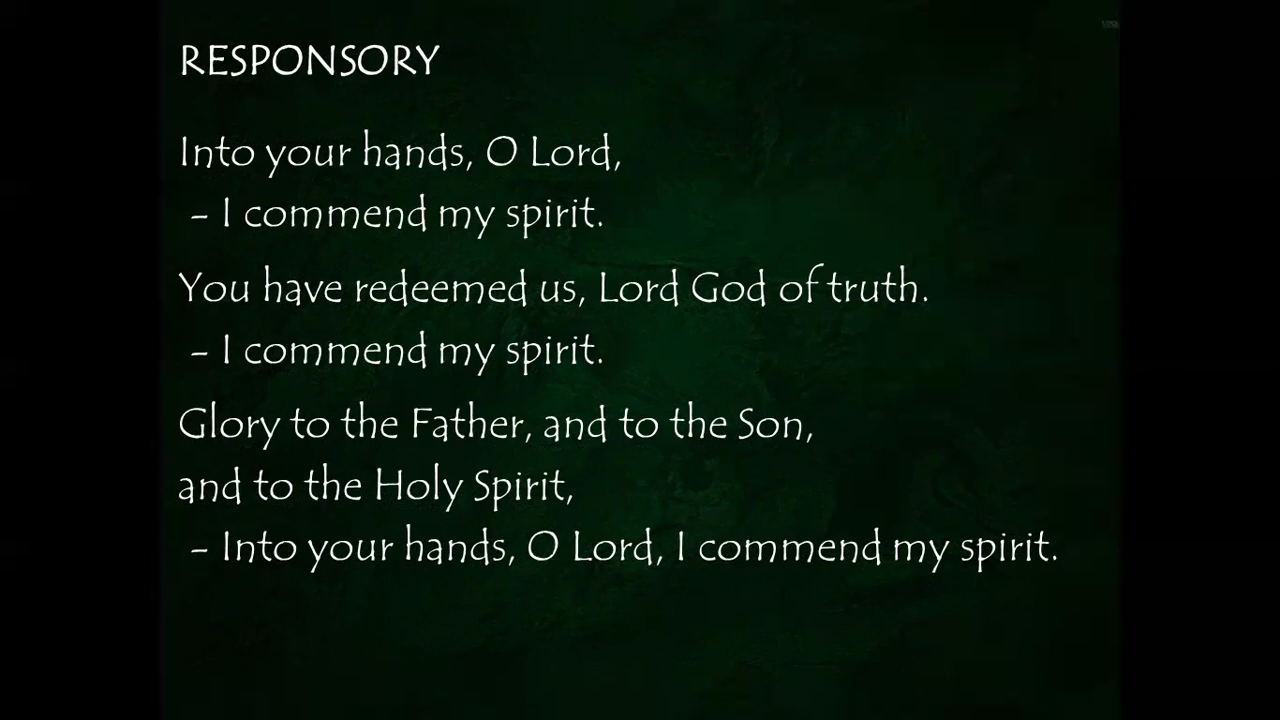 RESPONSORY
Into your hands, O Lord,
– I commend my spirit.
You have redeemed us, Lord God of truth.
– I commend my spirit.
Glory to the Father, and to the Son,
and to the Holy Spirit,
– Into your hands, O Lord, I commend my spirit.